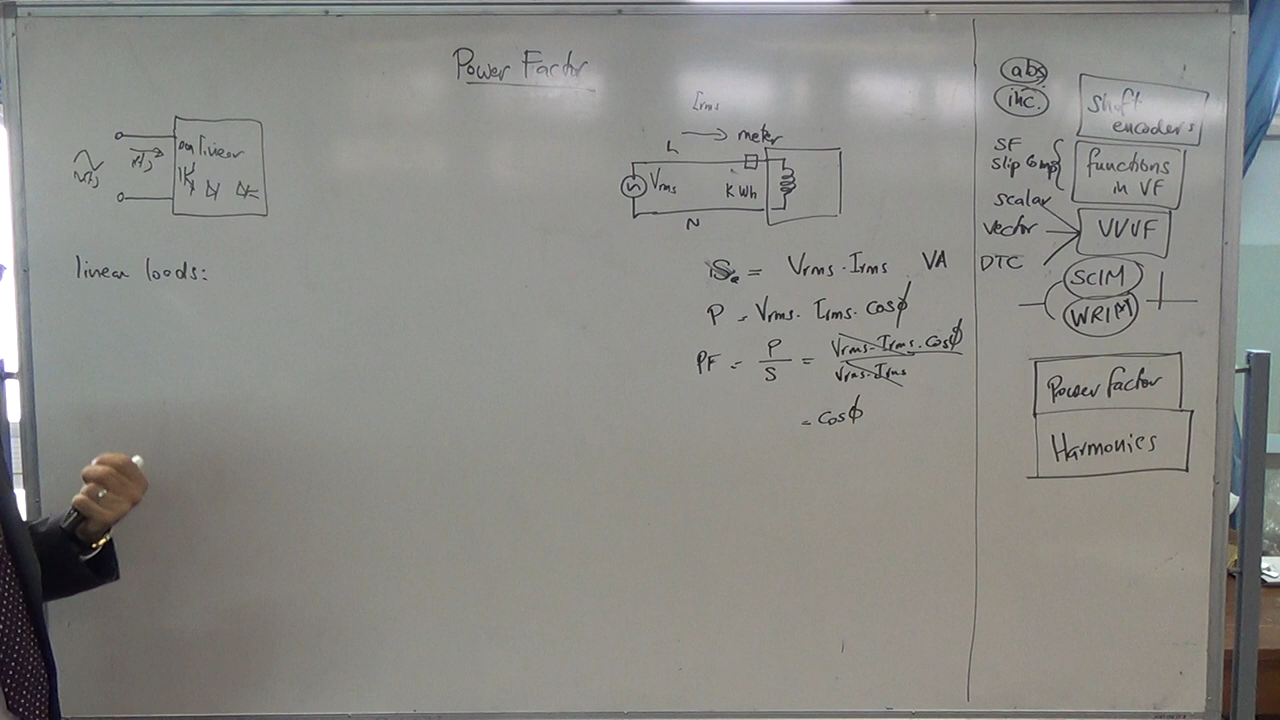 Power Factor
non linear
v(t)
i(t)
linear loads:
Irms
L
meter
Vrms
KWh
N
S = Vrms . Irms VA
P = Vrms . Irms . cosϕ
PF = P/S = Vrms . Irms . cosϕ / Vrms . Irms
= cosϕ
abs
inc.
shaft
encoders
SF
slip Comp
functions
in VF
scalar
vector
DTC
VVVF
SCIM
WRIM
Power factor
Harmonics